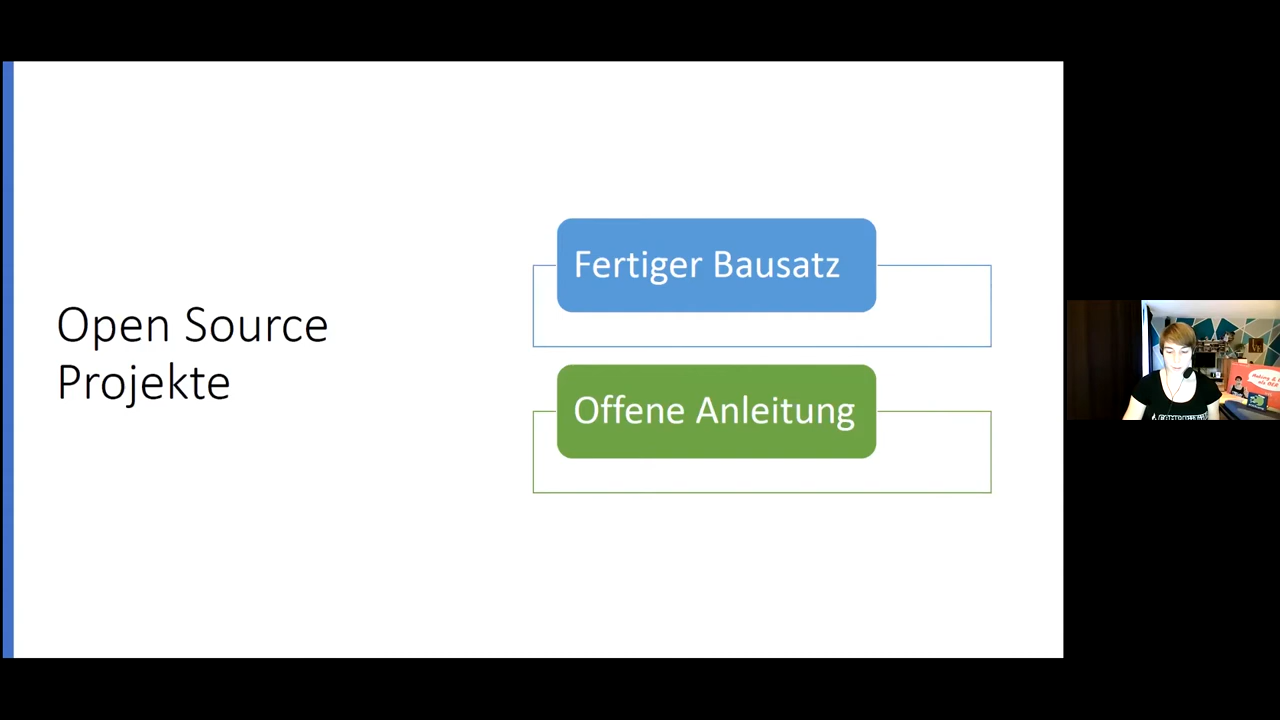 Open Source
Projekte
Fertiger Bausatz
Offene Anleitung